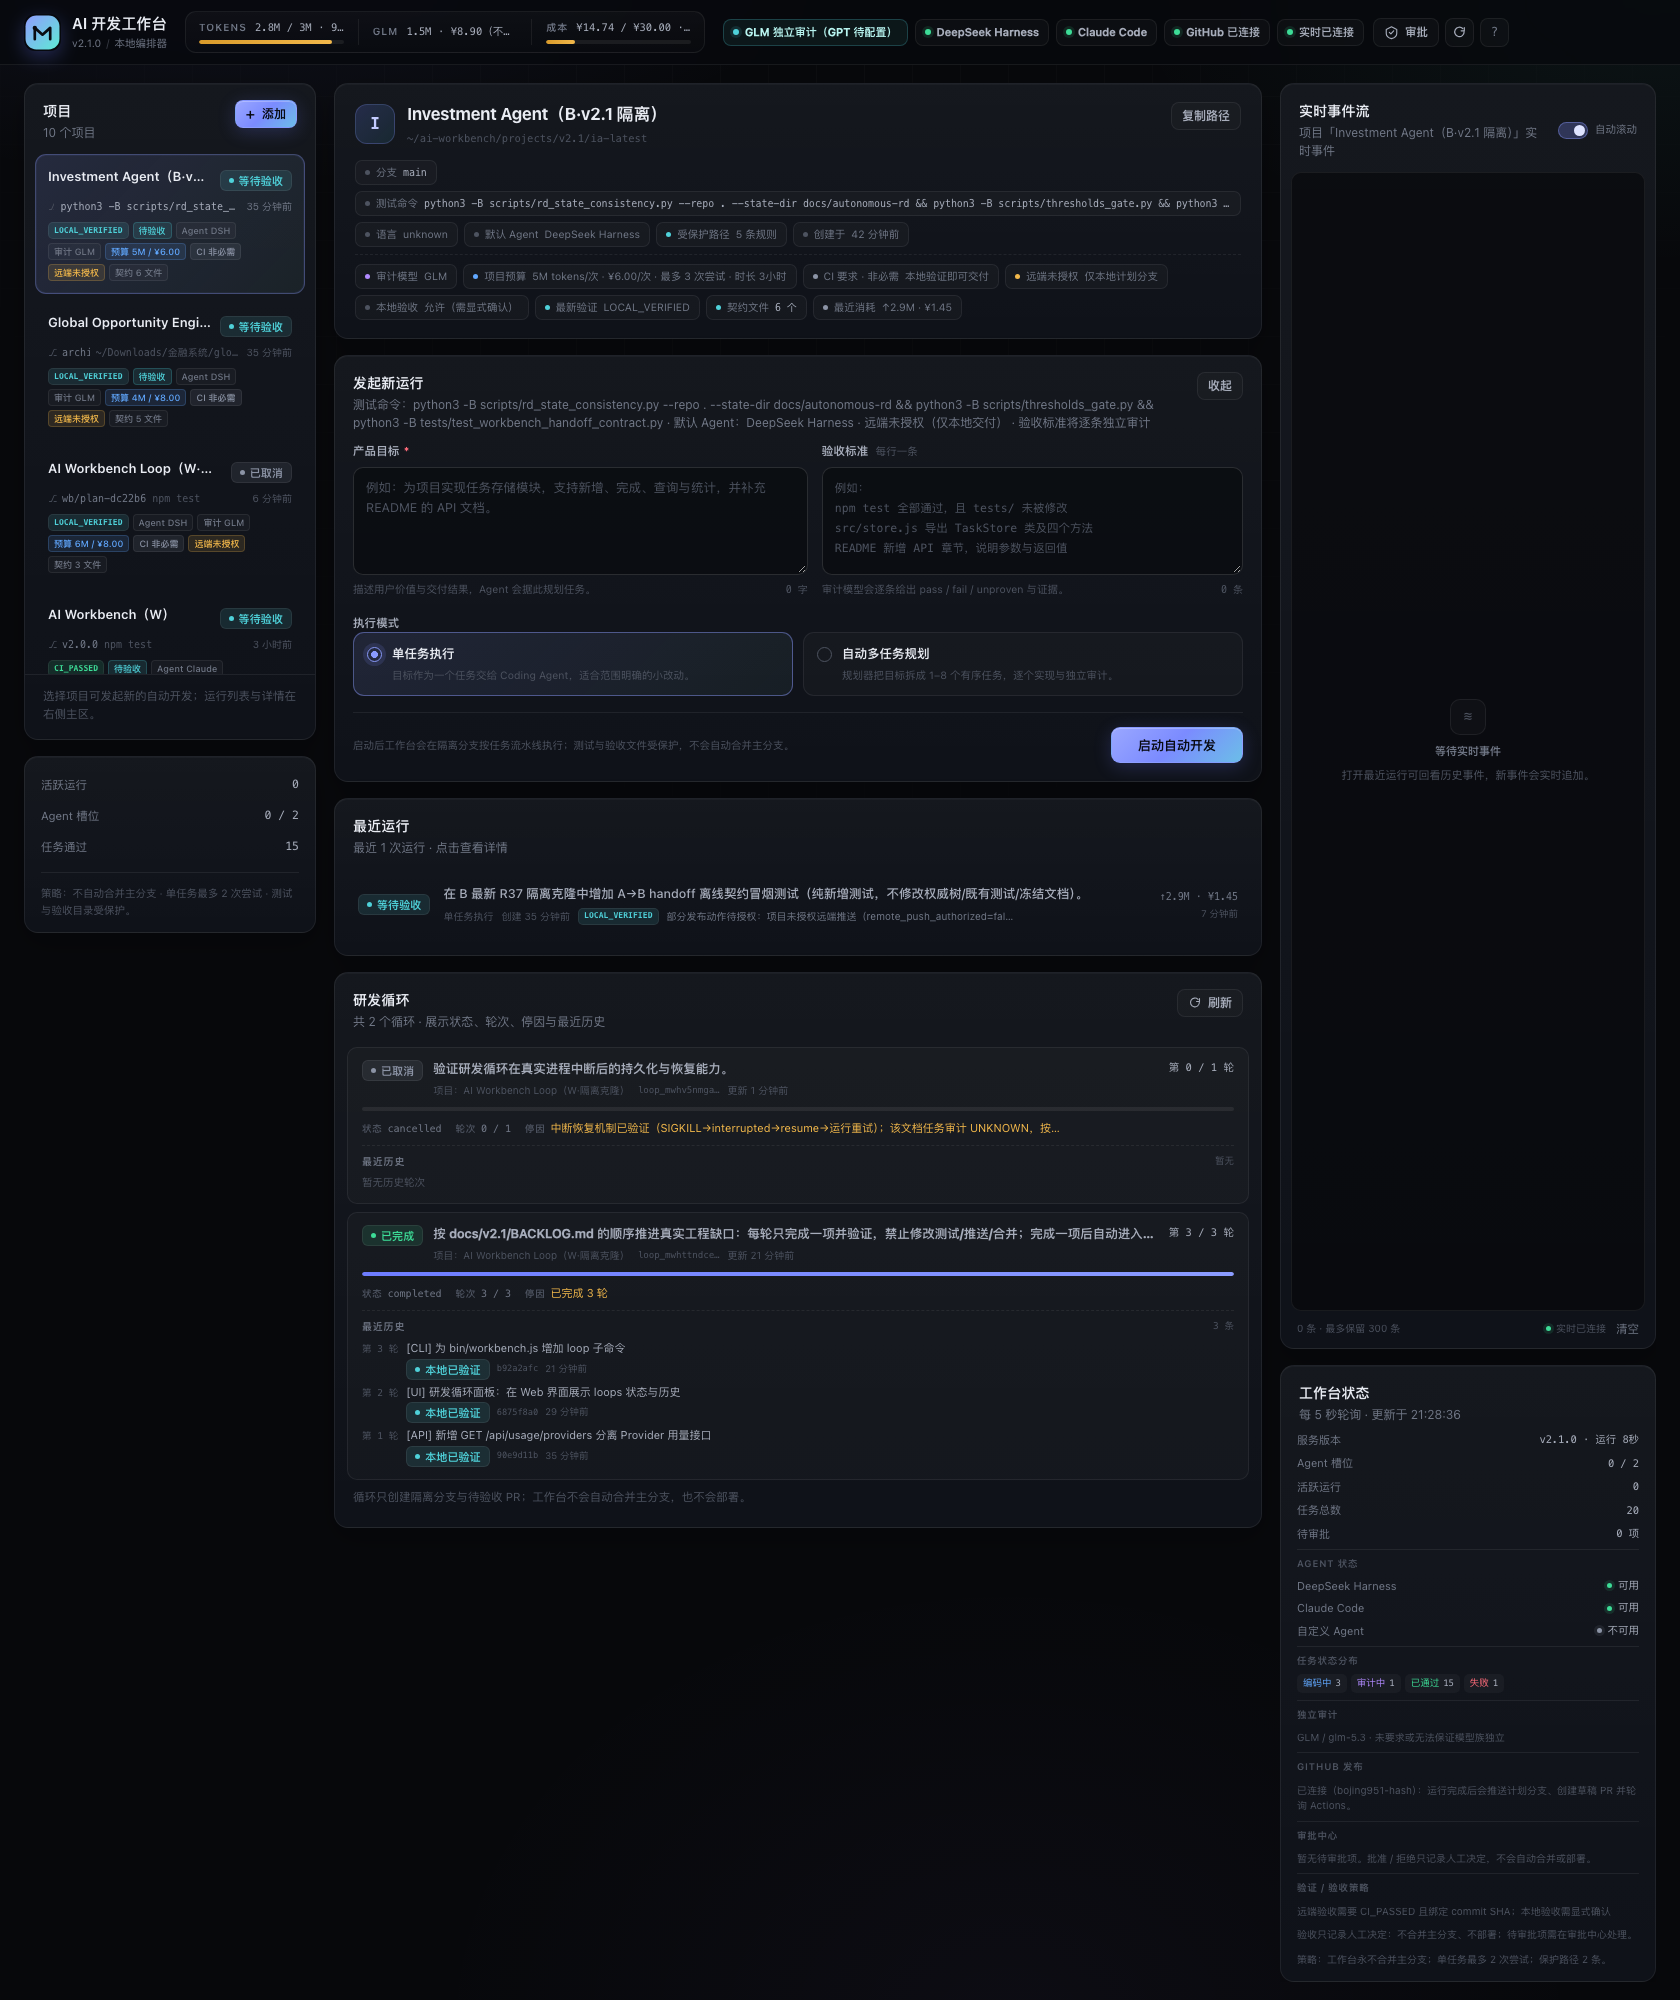 AI 开发工作台
v2.1.0 / 本地编排器
TOKENS 2.8M / 3M · 9…
GLM 1.5M · ¥8.90 (不…
成本 ¥14.74 / ¥30.00 ·…
GLM 独立审计（GPT 待配置）
DeepSeek Harness
Claude Code
GitHub 已连接
实时已连接
审批
?
项目
10 个项目
+ 添加
Investment Agent（B·v…
等待验收
python3 -B scripts/rd_state_…
35 分钟前
LOCAL_VERIFIED 待验收 Agent DSH
审计 GLM 预算 5M / ¥6.00 CI 非必需
远端未授权 契约 6 文件
Global Opportunity Engi…
等待验收
archi ~/Downloads/金融系统/glo…
35 分钟前
LOCAL_VERIFIED 待验收 Agent DSH
审计 GLM 预算 4M / ¥8.00 CI 非必需
远端未授权 契约 5 文件
AI Workbench Loop（W·…
已取消
wb/plan-dc22b6 npm test
6 分钟前
LOCAL_VERIFIED Agent DSH 审计 GLM
预算 6M / ¥8.00 CI 非必需 远端未授权
契约 3 文件
AI Workbench（W）
等待验收
v2.0.0 npm test
3 小时前
CI_PASSED 待验收 Agent Claude
选择项目可发起新的自动开发；运行列表与详情在
右侧主区。
活跃运行 0
Agent 槽位 0 / 2
任务通过 15
策略：不自动合并主分支 · 单任务最多 2 次尝试 · 测试
与验收目录受保护。
I
Investment Agent（B·v2.1 隔离）
~/ai-workbench/projects/v2.1/ia-latest
复制路径
分支 main
测试命令 python3 -B scripts/rd_state_consistency.py --repo . --state-dir docs/autonomous-rd && python3 -B scripts/thresholds_gate.py && python3 …
语言 unknown
默认 Agent DeepSeek Harness
受保护路径 5 条规则
创建于 42 分钟前
审计模型 GLM
项目预算 5M tokens/次 · ¥6.00/次 · 最多 3 次尝试 · 时长 3小时
CI 要求 · 非必需 本地验证即可交付
远端未授权 仅本地计划分支
本地验收 允许（需显式确认）
最新验证 LOCAL_VERIFIED
契约文件 6 个
最近消耗 ↑2.9M · ¥1.45
发起新运行
收起
测试命令：python3 -B scripts/rd_state_consistency.py --repo . --state-dir docs/autonomous-rd && python3 -B scripts/thresholds_gate.py &&
python3 -B tests/test_workbench_handoff_contract.py · 默认 Agent：DeepSeek Harness · 远端未授权（仅本地交付） · 验收标准将逐条独立审计
产品目标 *
例如：为项目实现任务存储模块，支持新增、完成、查询与统计，并补充
README 的 API 文档。
描述用户价值与交付结果，Agent 会据此规划任务。
0 字
验收标准 每行一条
例如：
npm test 全部通过，且 tests/ 未被修改
src/store.js 导出 TaskStore 类及四个方法
README 新增 API 章节，说明参数与返回值
审计模型会逐条给出 pass / fail / unproven 与证据。
0 条
执行模式
单任务执行
目标作为一个任务交给 Coding Agent，适合范围明确的小改动。
自动多任务规划
规划器把目标拆成 1–8 个有序任务，逐个实现与独立审计。
启动后工作台会在隔离分支按任务流水线执行；测试与验收文件受保护，不会自动合并主分支。
启动自动开发
最近运行
最近 1 次运行 · 点击查看详情
等待验收
在 B 最新 R37 隔离克隆中增加 A→B handoff 离线契约冒烟测试（纯新增测试，不修改权威树/既有测试/冻结文档）。
↑2.9M · ¥1.45
单任务执行 创建 35 分钟前 LOCAL_VERIFIED 部分发布动作待授权：项目未授权远端推送（remote_push_authorized=fal…
7 分钟前
研发循环
共 2 个循环 · 展示状态、轮次、停因与最近历史
刷新
已取消
验证研发循环在真实进程中断后的持久化与恢复能力。
第 0 / 1 轮
项目：AI Workbench Loop（W·隔离克隆） loop_mwhv5nmga… 更新 1 分钟前
状态 cancelled 轮次 0 / 1 停因 中断恢复机制已验证（SIGKILL→interrupted→resume→运行重试）；该文档任务审计 UNKNOWN，按…
最近历史 暂无
暂无历史轮次
已完成
按 docs/v2.1/BACKLOG.md 的顺序推进真实工程缺口：每轮只完成一项并验证，禁止修改测试/推送/合并；完成一项后自动进入…
第 3 / 3 轮
项目：AI Workbench Loop（W·隔离克隆） loop_mwhttndce… 更新 21 分钟前
状态 completed 轮次 3 / 3 停因 已完成 3 轮
最近历史 3 条
第 3 轮 [CLI] 为 bin/workbench.js 增加 loop 子命令
本地已验证 b92a2afc 21 分钟前
第 2 轮 [UI] 研发循环面板：在 Web 界面展示 loops 状态与历史
本地已验证 6875f8a0 29 分钟前
第 1 轮 [API] 新增 GET /api/usage/providers 分离 Provider 用量接口
本地已验证 90e9d11b 35 分钟前
循环只创建隔离分支与待验收 PR；工作台不会自动合并主分支，也不会部署。
实时事件流
项目「Investment Agent（B·v2.1 隔离）」实
时事件
自动滚动
等待实时事件
打开最近运行可回看历史事件，新事件会实时追加。
0 条 · 最多保留 300 条
实时已连接
清空
工作台状态
每 5 秒轮询 · 更新于 21:28:36
服务版本 v2.1.0 · 运行 8秒
Agent 槽位 0 / 2
活跃运行 0
任务总数 20
待审批 0 项
AGENT 状态
DeepSeek Harness 可用
Claude Code 可用
自定义 Agent 不可用
任务状态分布
编码中 3 审计中 1 已通过 15 失败 1
独立审计
GLM / glm-5.3 · 未要求或无法保证模型族独立
GITHUB 发布
已连接（bojing951-hash）：运行完成后会推送计划分支、创建草稿 PR 并轮
询 Actions。
审批中心
暂无待审批项。批准 / 拒绝只记录人工决定，不会自动合并或部署。
验证 / 验收策略
远端验收需要 CI_PASSED 且绑定 commit SHA；本地验收需显式确认
验收只记录人工决定：不合并主分支、不部署；待审批项需在审批中心处理。
策略：工作台永不合并主分支；单任务最多 2 次尝试；保护路径 2 条。